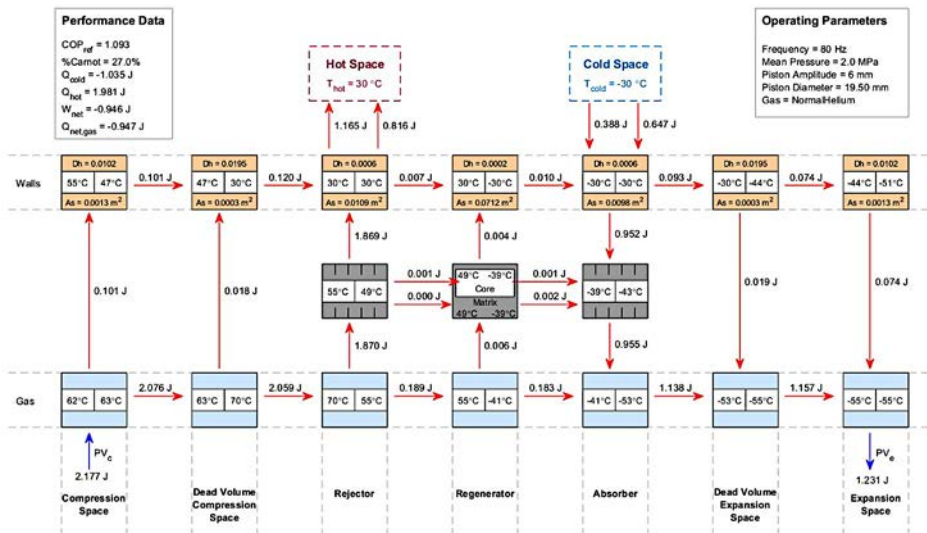 Performance Data
COP_ref = 1.093
%Carnot = 27.0%
Q_cold = -1.035 J
Q_hot = 1.981 J
W_net = -0.946 J
Q_net,gas = -0.947 J
Hot Space
T_hot = 30 °C
Cold Space
T_cold = -30 °C
Operating Parameters
Frequency = 80 Hz
Mean Pressure = 2.0 MPa
Piston Amplitude = 6 mm
Piston Diameter = 19.50 mm
Gas = NormalHelium
1.165 J 0.816 J 0.388 J 0.647 J
Walls
Dh = 0.0102 Dh = 0.0195 Dh = 0.0006 Dh = 0.0002 Dh = 0.0006 Dh = 0.0195 Dh = 0.0102
55°C 47°C 0.101 J 47°C 30°C 0.120 J 30°C 30°C 0.007 J 30°C -30°C 0.010 J -30°C -30°C 0.093 J -30°C -44°C 0.074 J -44°C -51°C
As = 0.0013 m² As = 0.0003 m² As = 0.0109 m² As = 0.0712 m² As = 0.0098 m² As = 0.0003 m² As = 0.0013 m²
1.869 J 0.004 J 0.952 J
0.101 J 0.018 J 0.019 J 0.074 J
55°C 49°C 0.001 J 49°C -39°C 0.001 J -39°C -43°C
Core
0.000 J Matrix 0.002 J
49°C -39°C
1.870 J 0.006 J 0.955 J
Gas
62°C 63°C 2.076 J 63°C 70°C 2.059 J 70°C 55°C 0.189 J 55°C -41°C 0.183 J -41°C -53°C 1.138 J -53°C -55°C 1.157 J -55°C -55°C
PV_c
2.177 J
PV_e
1.231 J
Compression
Space
Dead Volume
Compression
Space
Rejector
Regenerator
Absorber
Dead Volume
Expansion
Space
Expansion
Space